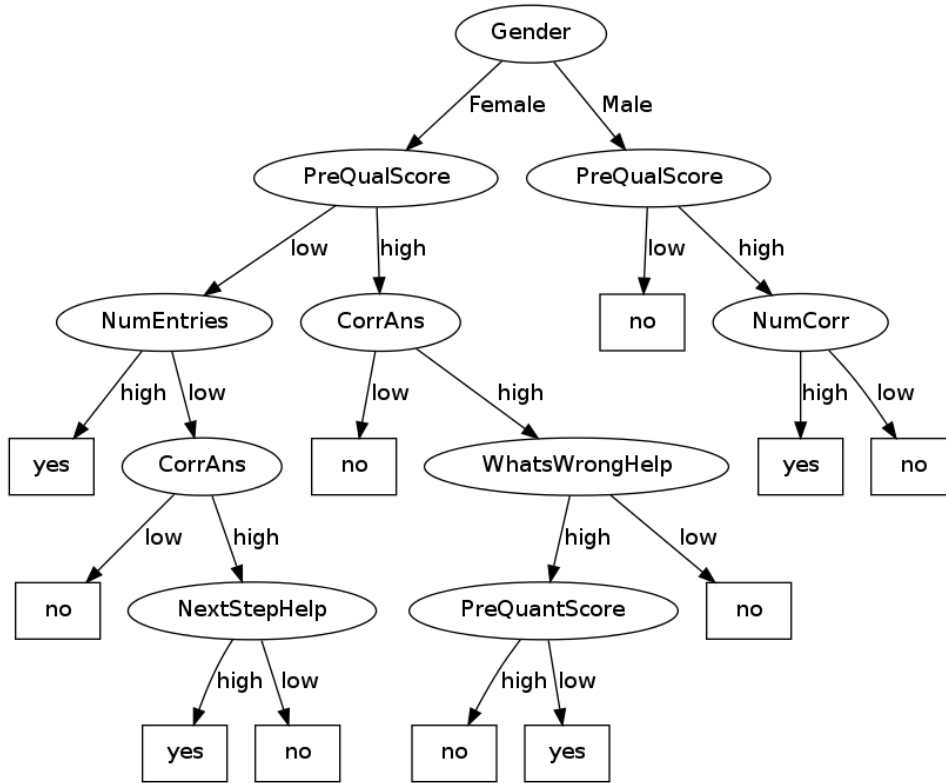 Gender
Female
Male
PreQualScore
PreQualScore
low
high
low
high
NumEntries
CorrAns
no
NumCorr
high
low
low
high
high
low
yes
CorrAns
no
WhatsWrongHelp
yes
no
low
high
high
low
no
NextStepHelp
PreQuantScore
no
high
low
high
low
yes
no
no
yes